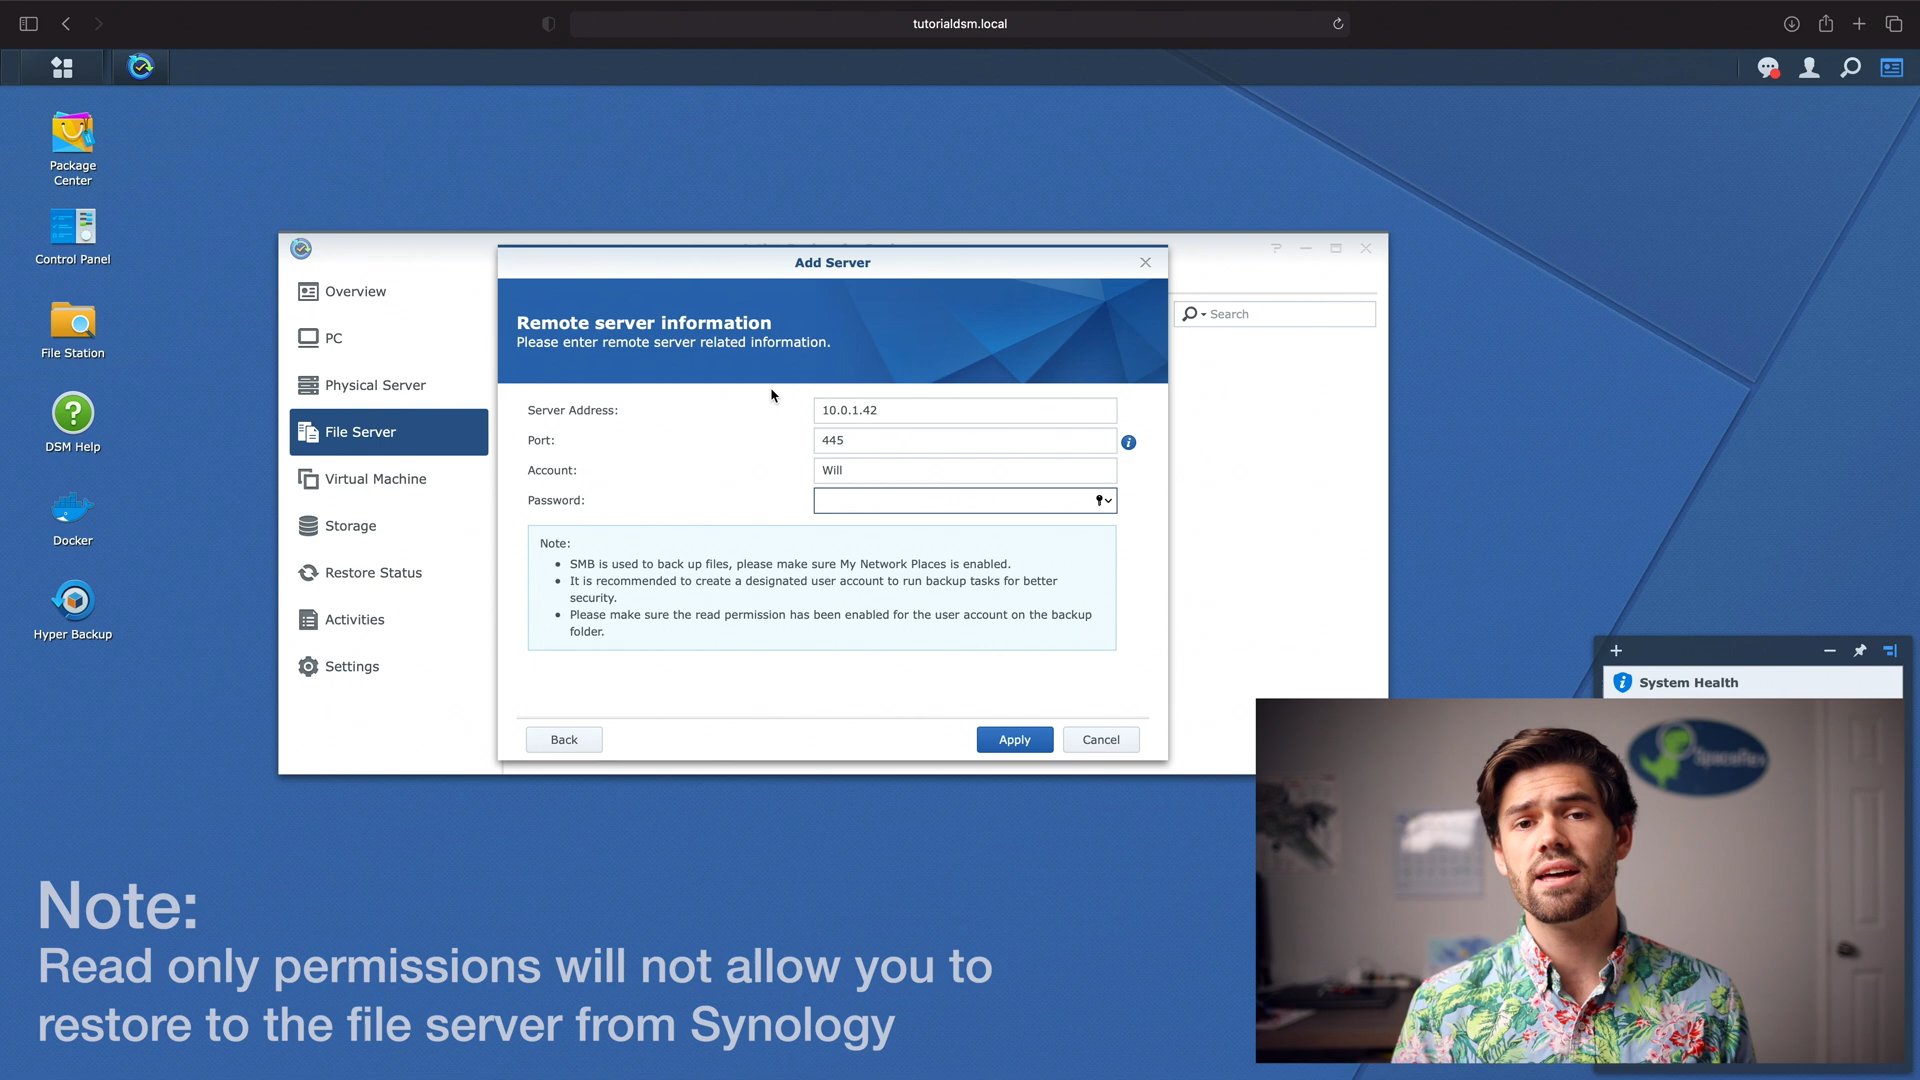 tutorialdsm.local
Package
Center
Control Panel
File Station
DSM Help
Docker
Hyper Backup
Overview
PC
Physical Server
File Server
Virtual Machine
Storage
Restore Status
Activities
Settings
Add Server
Remote server information
Please enter remote server related information.
Search
Server Address: 10.0.1.42
Port: 445
Account: Will
Password:
Note:
• SMB is used to back up files, please make sure My Network Places is enabled.
• It is recommended to create a designated user account to run backup tasks for better
security.
• Please make sure the read permission has been enabled for the user account on the backup
folder.
Back
Apply
Cancel
System Health
SpaceRex
Note:
Read only permissions will not allow you to
restore to the file server from Synology